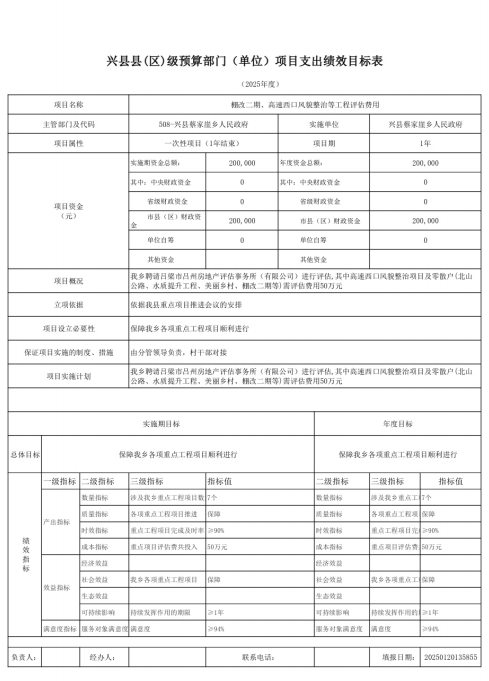 兴县县(区)级预算部门（单位）项目支出绩效目标表
（2025年度）
项目名称 棚改二期、高速西口风貌整治等工程评估费用
主管部门及代码 508-兴县蔡家崖乡人民政府 实施单位 兴县蔡家崖乡人民政府
项目属性 一次性项目（1年结束） 项目期 1年
项目资金（元）
实施期资金总额： 200,000 年度资金总额： 200,000
其中：中央财政资金 0 其中：中央财政资金 0
省级财政资金 0 省级财政资金 0
市县（区）财政资金 200,000 市县（区）财政资金 200,000
单位自筹 0 单位自筹 0
其他资金 其他资金
项目概况 我乡聘请吕梁市吕州房地产评估事务所（有限公司）进行评估,其中高速西口风貌整治项目及零散户(北山
公路、水质提升工程、美丽乡村、棚改二期等)需评估费用50万元
立项依据 依据我县重点项目推进会议的安排
项目设立必要性 保障我乡各项重点工程项目顺利进行
保证项目实施的制度、措施 由分管领导负责，村干部对接
项目实施计划 我乡聘请吕梁市吕州房地产评估事务所（有限公司）进行评估,其中高速西口风貌整治项目及零散户(北山
公路、水质提升工程、美丽乡村、棚改二期等)需评估费用50万元
实施期目标 年度目标
总体目标 保障我乡各项重点工程项目顺利进行 保障我乡各项重点工程项目顺利进行
绩效指标
一级指标 二级指标 三级指标 指标值 二级指标 三级指标 指标值
产出指标
数量指标 涉及我乡重点工程项目数 7个 数量指标 涉及我乡重点工 7个
质量指标 各项重点工程项目推进 保障 质量指标 各项重点工程项 保障
时效指标 重点工程项目完成及时率 ≥90% 时效指标 重点工程项目完 ≥90%
成本指标 重点项目评估费共投入 50万元 成本指标 重点项目评估费 50万元
效益指标
经济效益 经济效益
社会效益 我乡各项重点工程项目 保障 社会效益 我乡各项重点工 保障
生态效益 生态效益
可持续影响 持续发挥作用的期限 ≥1年 可持续影响 持续发挥作用的 ≥1年
满意度指标 服务对象满意度 满意度 ≥94% 服务对象满意度 满意度 ≥94%
负责人： 经办人： 联系电话： 填报日期： 20250120135855